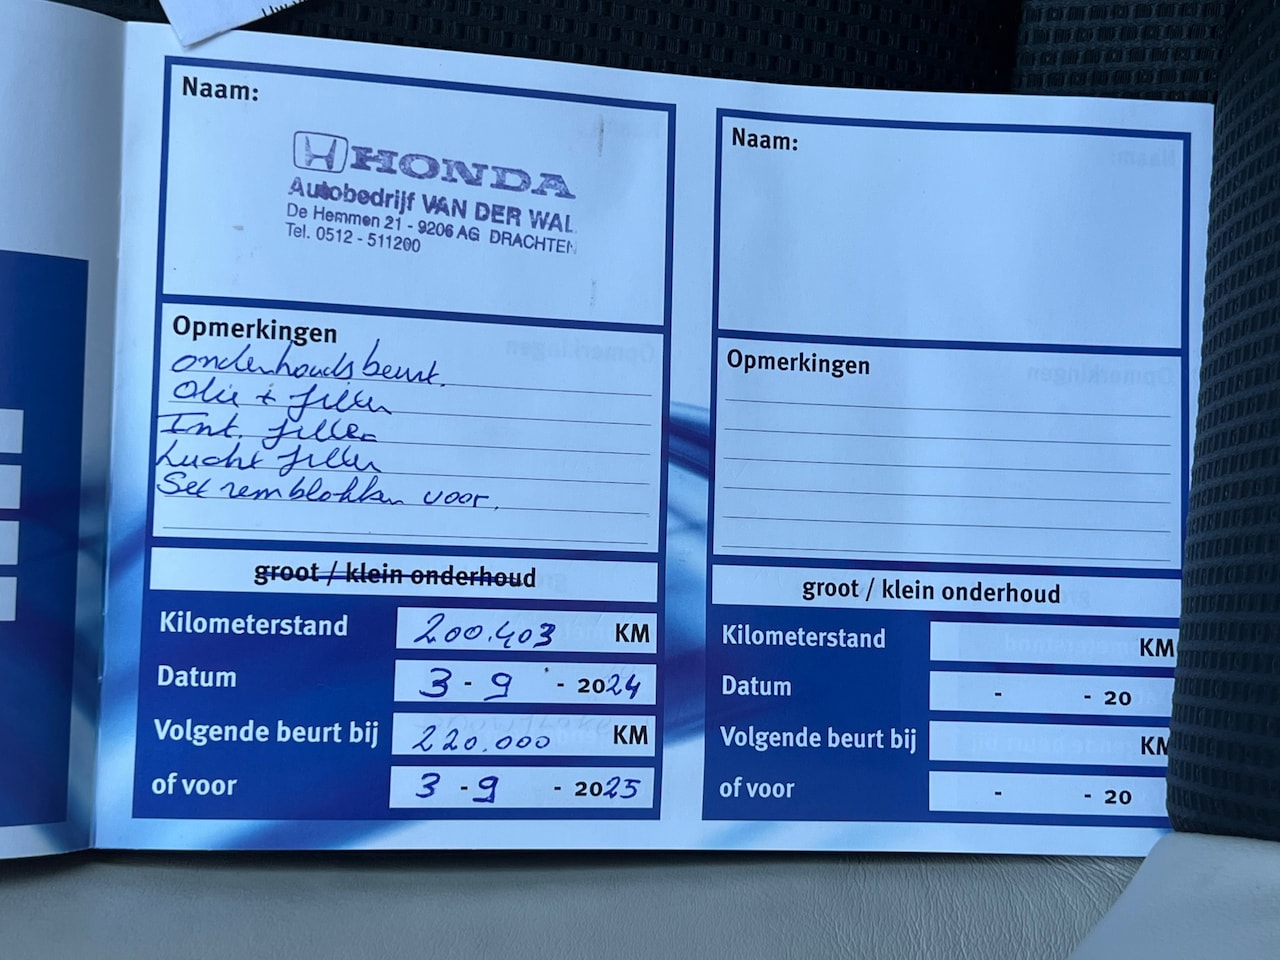 Naam:
HONDA
Autobedrijf VAN DER WAL
De Hemmen 21 - 9206 AG DRACHTEN
Tel. 0512 - 511200
Opmerkingen
onderhoudsbeurt.
Olie + filter
Int. filter
Lucht filter
Set remblokken voor.
groot / klein onderhoud
Kilometerstand 200.403 KM
Datum 3 - 9 - 2024
Volgende beurt bij 220.000 KM
of voor 3 - 9 - 2025
Naam:
Opmerkingen
groot / klein onderhoud
Kilometerstand KM
Datum - - 20
Volgende beurt bij KM
of voor - - 20